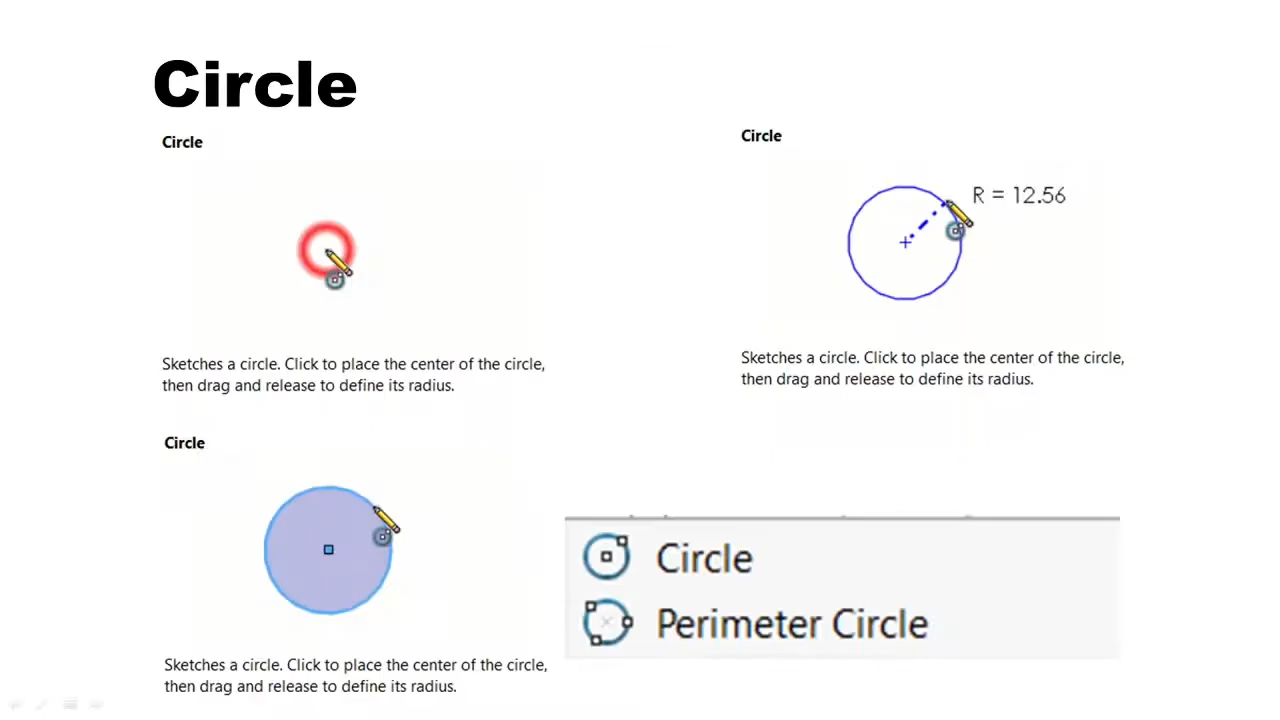 Circle
Circle
Sketches a circle. Click to place the center of the circle,
then drag and release to define its radius.
Circle
R = 12.56
Sketches a circle. Click to place the center of the circle,
then drag and release to define its radius.
Circle
Sketches a circle. Click to place the center of the circle,
then drag and release to define its radius.
Circle
Perimeter Circle